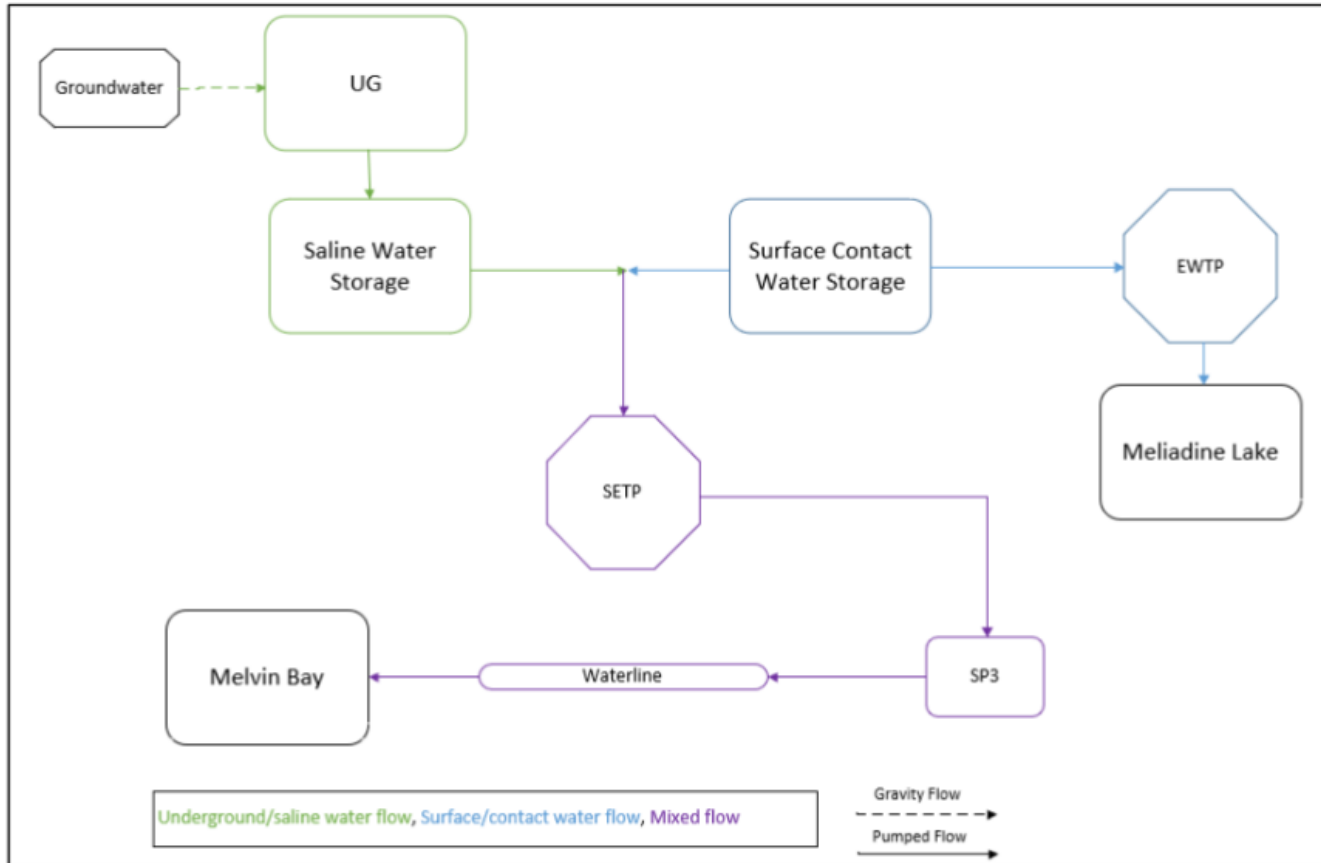 Groundwater
UG
Saline Water
Storage
Surface Contact
Water Storage
EWTP
Meliadine Lake
SETP
Melvin Bay
Waterline
SP3
Underground/saline water flow, Surface/contact water flow, Mixed flow
Gravity Flow
Pumped Flow